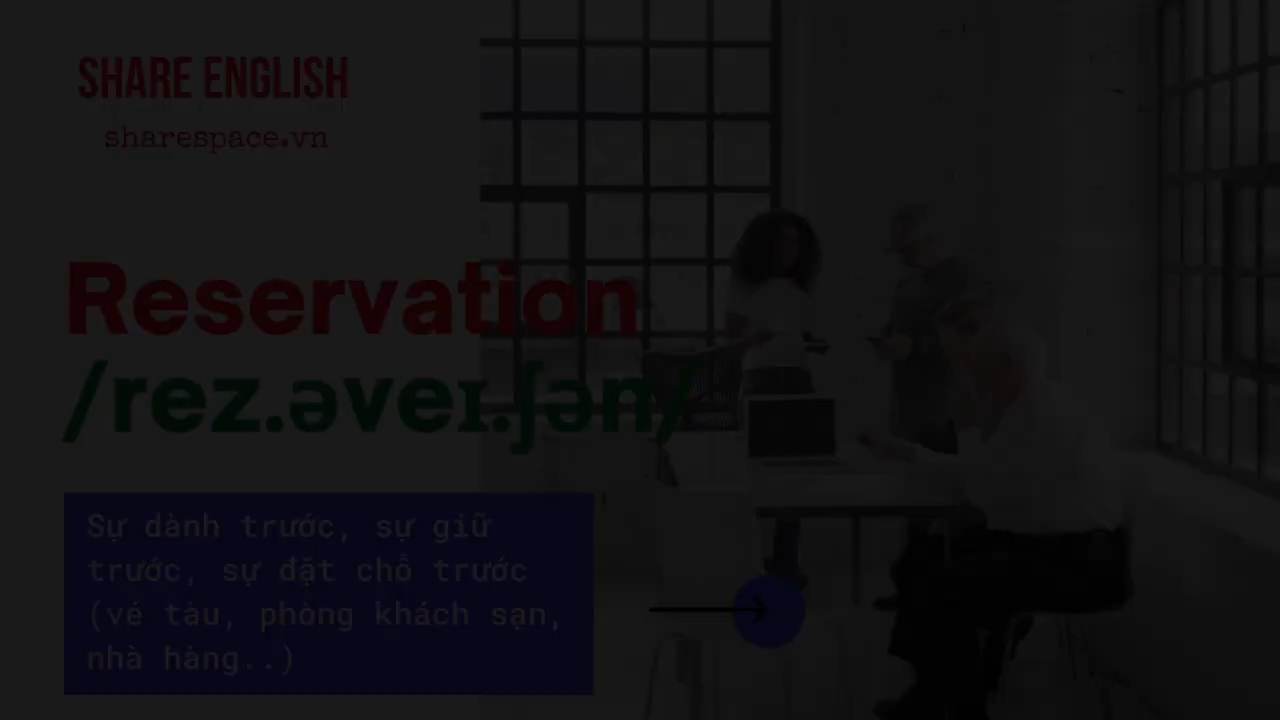 SHARE ENGLISH
sharespace.vn
Reservation
/rez.əveɪ.ʃən/
Sự dành trước, sự giữ
trước, sự đặt chỗ trước
(vé tàu, phòng khách sạn,
nhà hàng..)